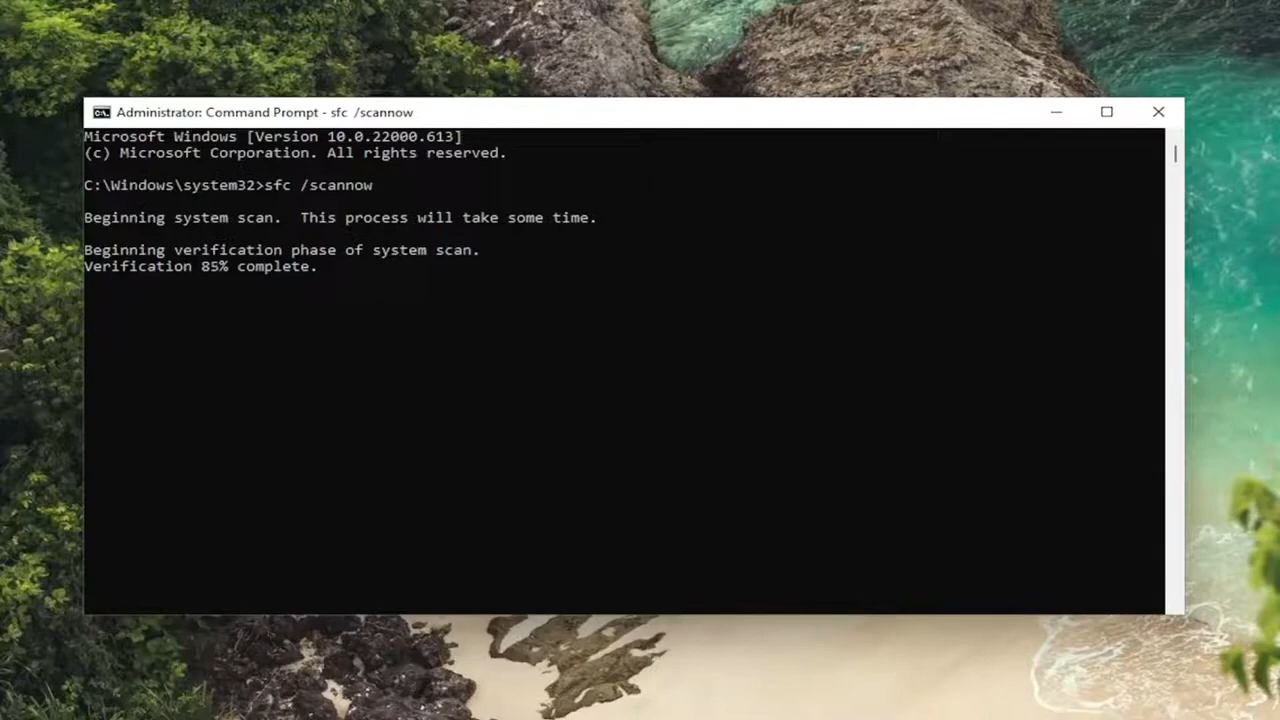 Administrator: Command Prompt - sfc  /scannow
Microsoft Windows [Version 10.0.22000.613]
(c) Microsoft Corporation. All rights reserved.
C:\Windows\system32>sfc /scannow
Beginning system scan.  This process will take some time.
Beginning verification phase of system scan.
Verification 85% complete.